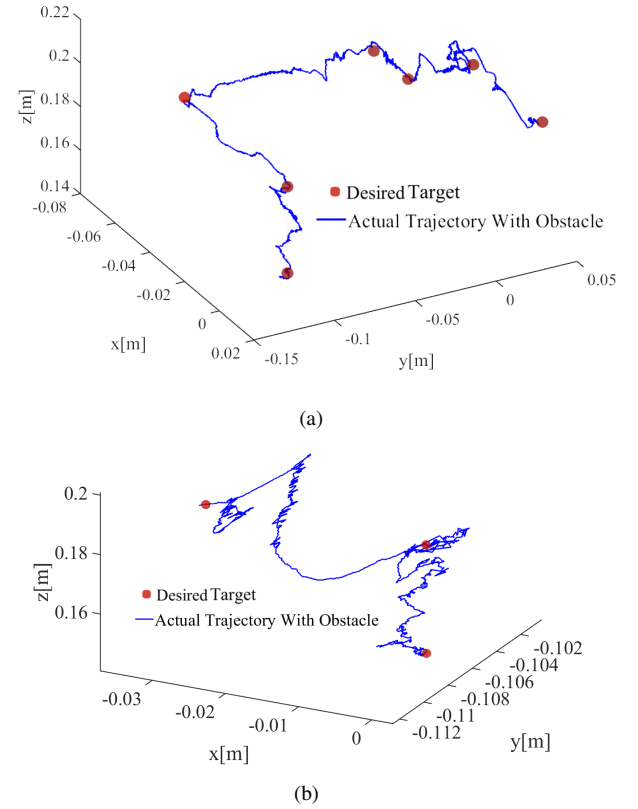 0.22
0.2
0.18
0.16
0.14
z[m]
-0.08
-0.06
-0.04
-0.02
0
0.02
x[m]
-0.15
-0.1
-0.05
0
0.05
y[m]
Desired Target
Actual Trajectory With Obstacle
(a)
0.2
0.18
0.16
z[m]
Desired Target
Actual Trajectory With Obstacle
-0.03
-0.02
-0.01
0
x[m]
-0.102
-0.104
-0.106
-0.108
-0.11
-0.112
y[m]
(b)